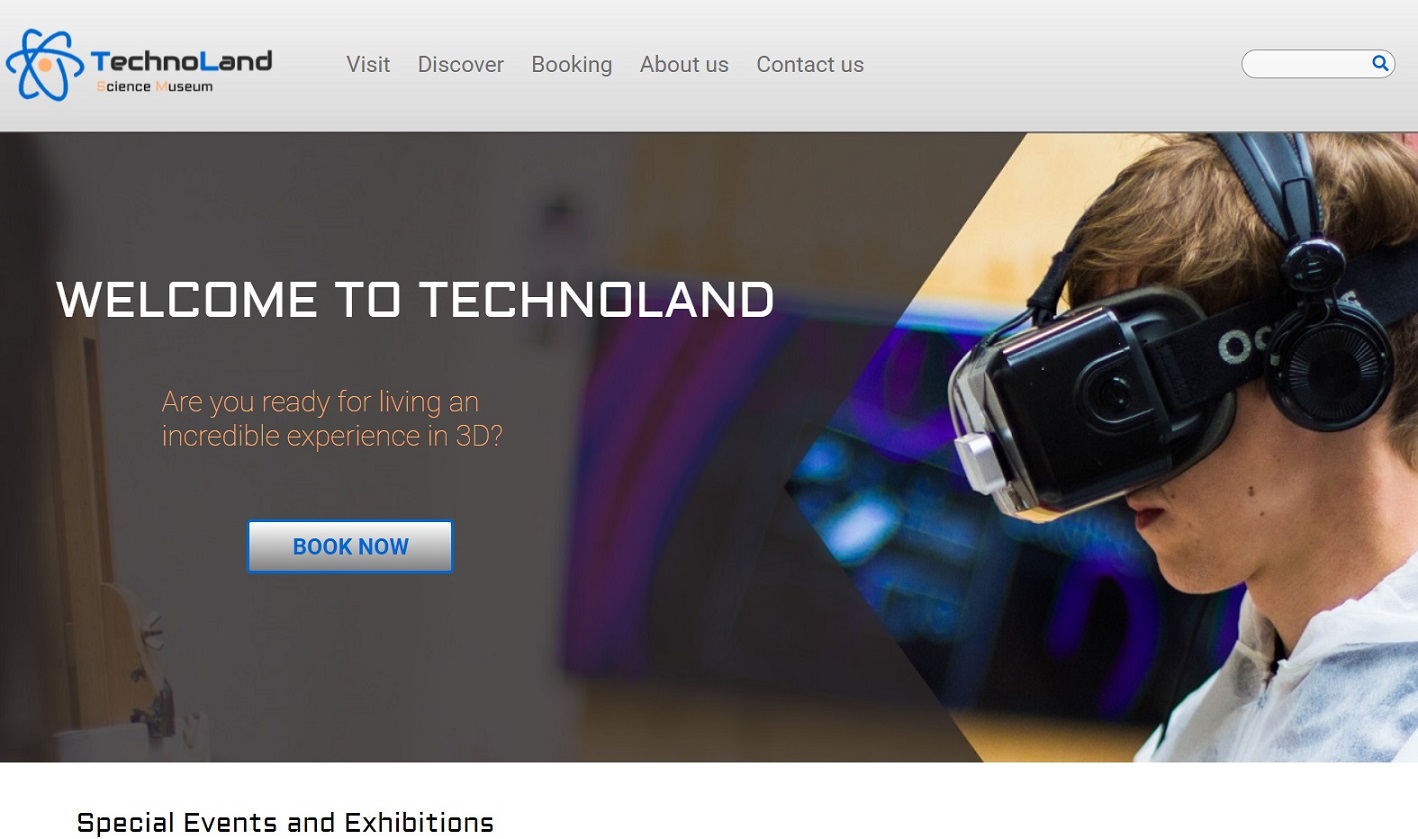 TechnoLand
Science Museum
Visit Discover Booking About us Contact us
WELCOME TO TECHNOLAND
Are you ready for living an
incredible experience in 3D?
BOOK NOW
Special Events and Exhibitions